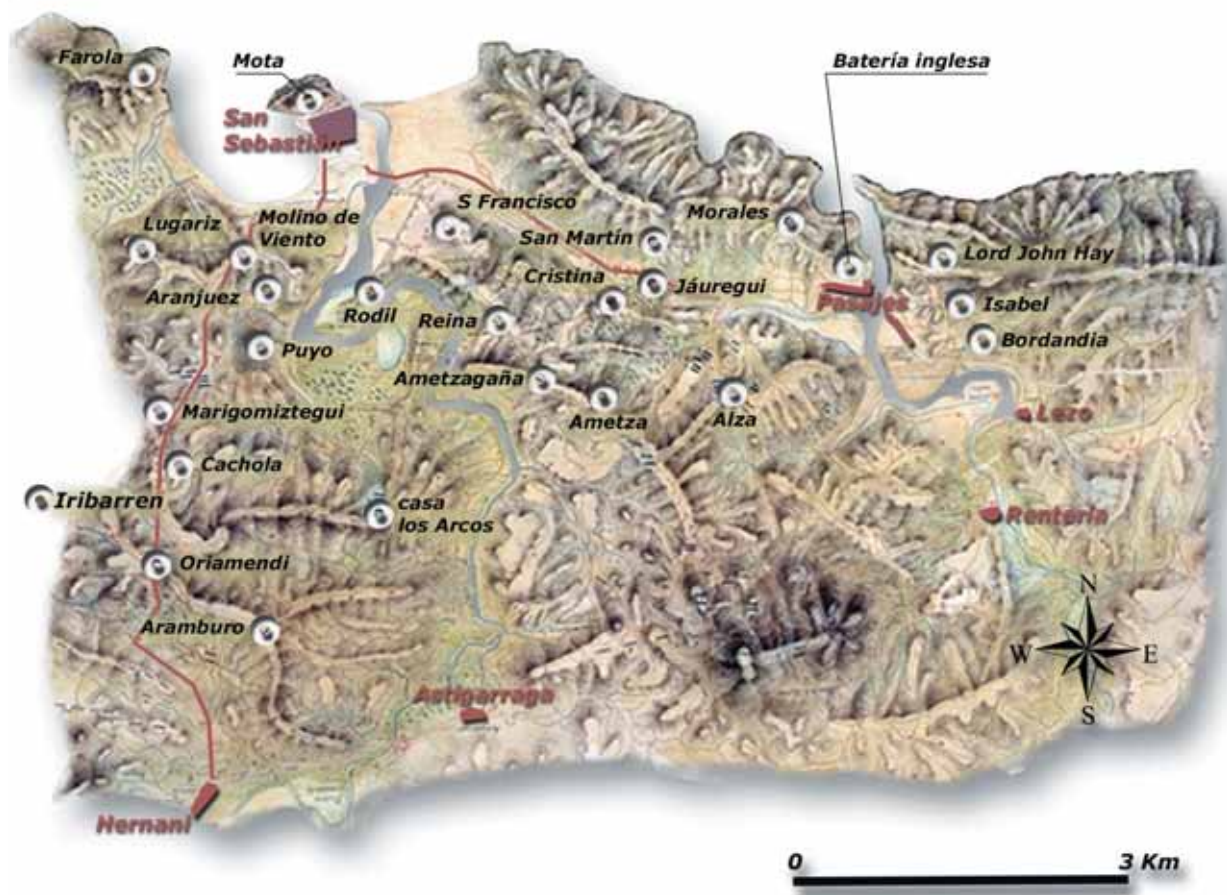 Farola
Mota
Batería inglesa
San
Sebastián
S Francisco
Morales
Lugariz
Molino de
Viento
San Martín
Lord John Hay
Cristina
Jáuregui
Aranjuez
Pasajes
Isabel
Rodil
Reina
Bordandia
Puyo
Ametzagaña
Marigomiztegui
Ametza
Alza
Lezo
Cachola
Iribarren
casa
los Arcos
Rentería
Oriamendi
N
Aramburo
W
E
Astigarraga
S
Hernani
0
3 Km